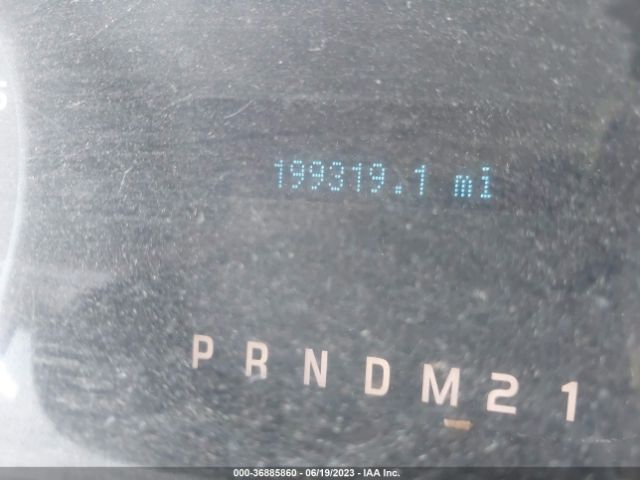 199319.1 mi
P R N D M 2 1
000-36885860 - 06/19/2023 - IAA Inc.